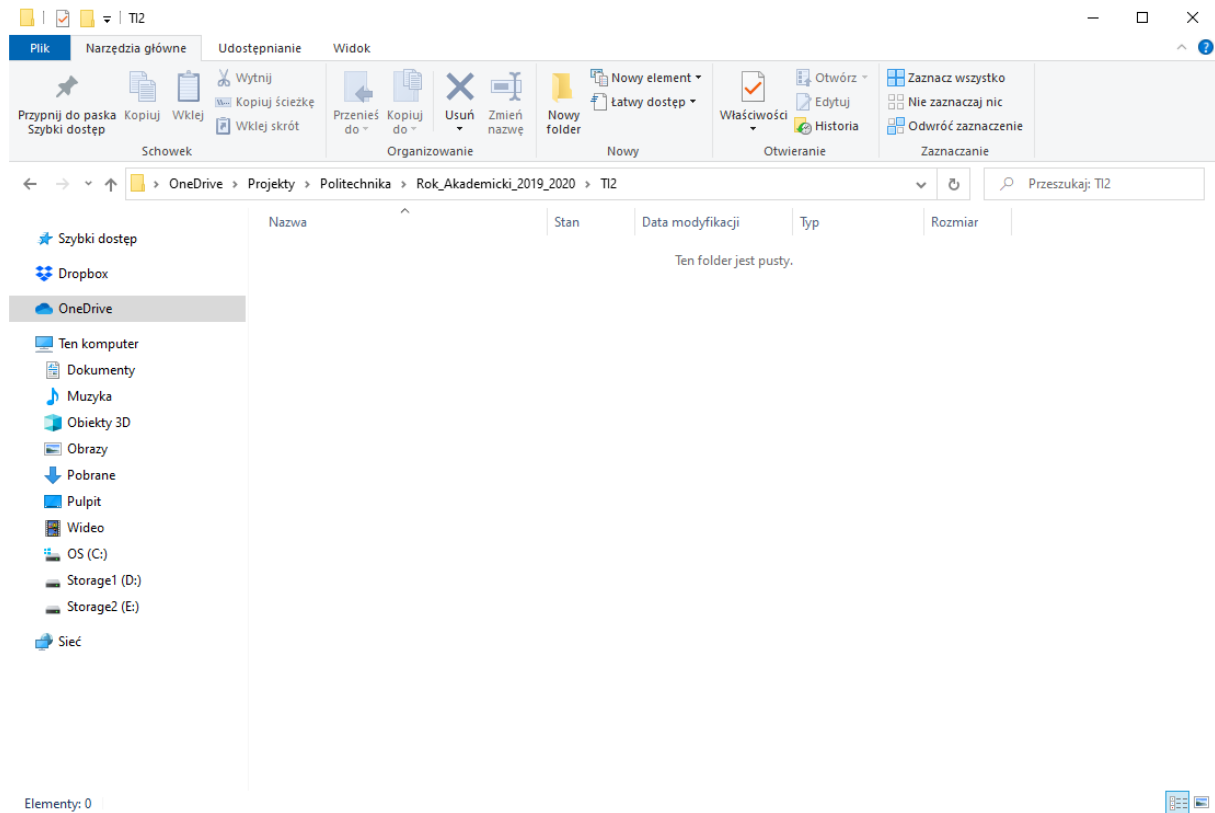 TI2
Plik Narzędzia główne Udostępnianie Widok
Przypnij do paska Szybki dostęp
Kopiuj
Wklej
Wytnij
Kopiuj ścieżkę
Wklej skrót
Schowek
Przenieś do
Kopiuj do
Usuń
Zmień nazwę
Organizowanie
Nowy folder
Nowy element
Łatwy dostęp
Nowy
Właściwości
Otwórz
Edytuj
Historia
Otwieranie
Zaznacz wszystko
Nie zaznaczaj nic
Odwróć zaznaczenie
Zaznaczanie
OneDrive > Projekty > Politechnika > Rok_Akademicki_2019_2020 > TI2
Przeszukaj: TI2
Nazwa Stan Data modyfikacji Typ Rozmiar
Ten folder jest pusty.
Szybki dostęp
Dropbox
OneDrive
Ten komputer
Dokumenty
Muzyka
Obiekty 3D
Obrazy
Pobrane
Pulpit
Wideo
OS (C:)
Storage1 (D:)
Storage2 (E:)
Sieć
Elementy: 0